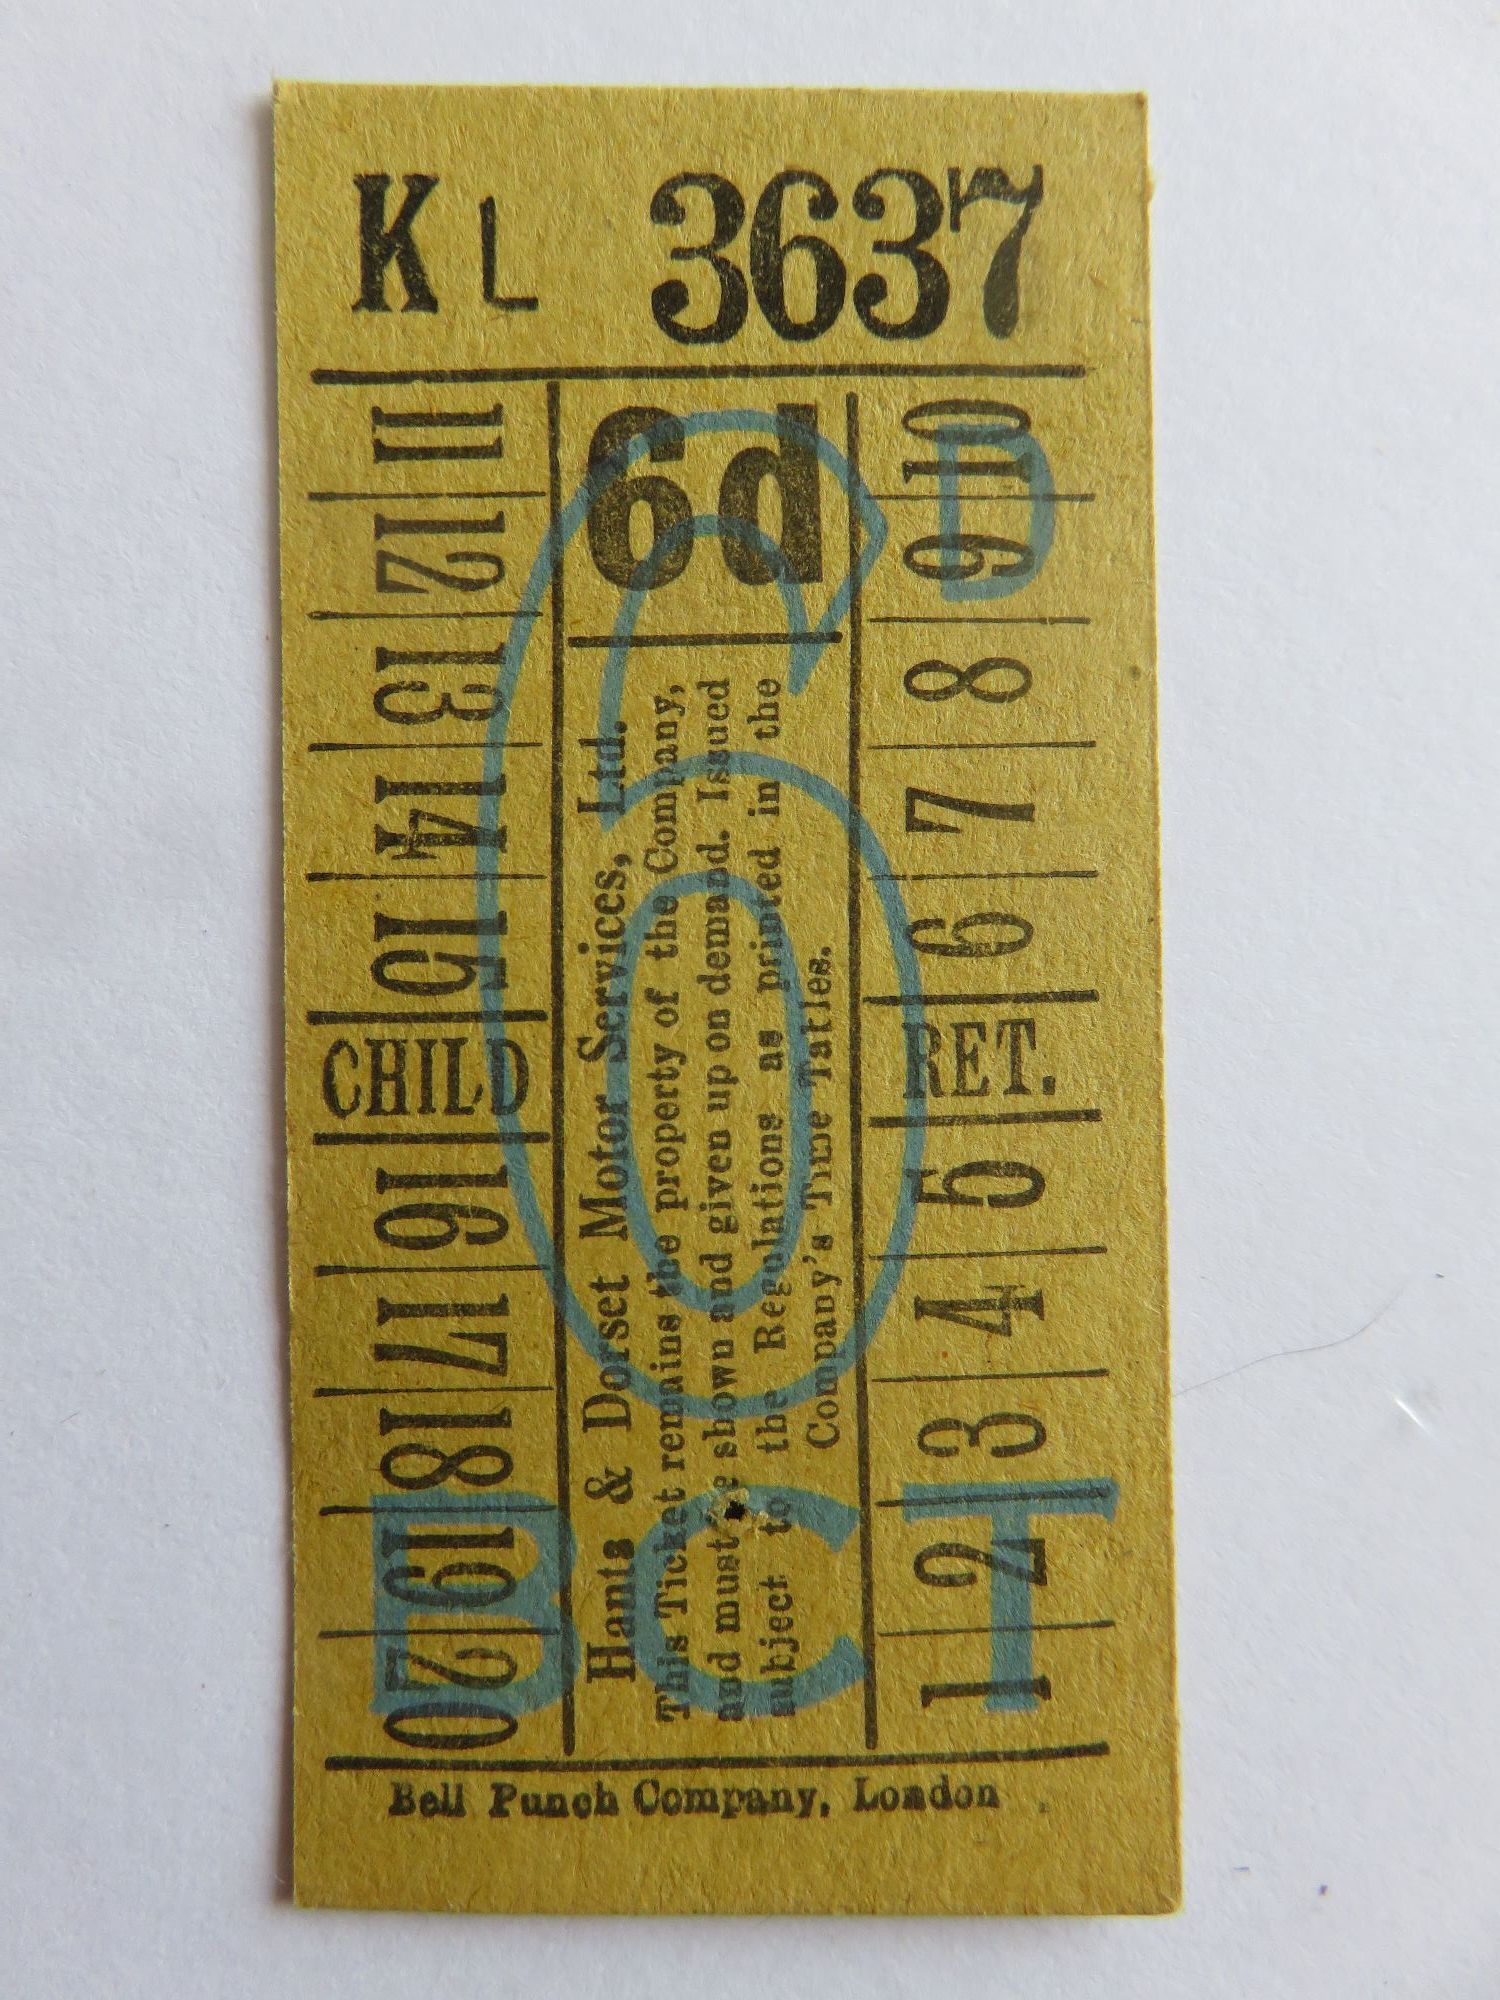 KL 3637
11
12
13
14
15
CHILD
16
17
18
19
20
6d
Hants & Dorset Motor Services, Ltd.
This Ticket remains the property of the Company,
and must be shown and given up on demand. Issued
subject to the Regulations as printed in the
Company's Time Tables.
10
9
8
7
6
RET.
5
4
3
2
1
6D
DCT
Bell Punch Company, London